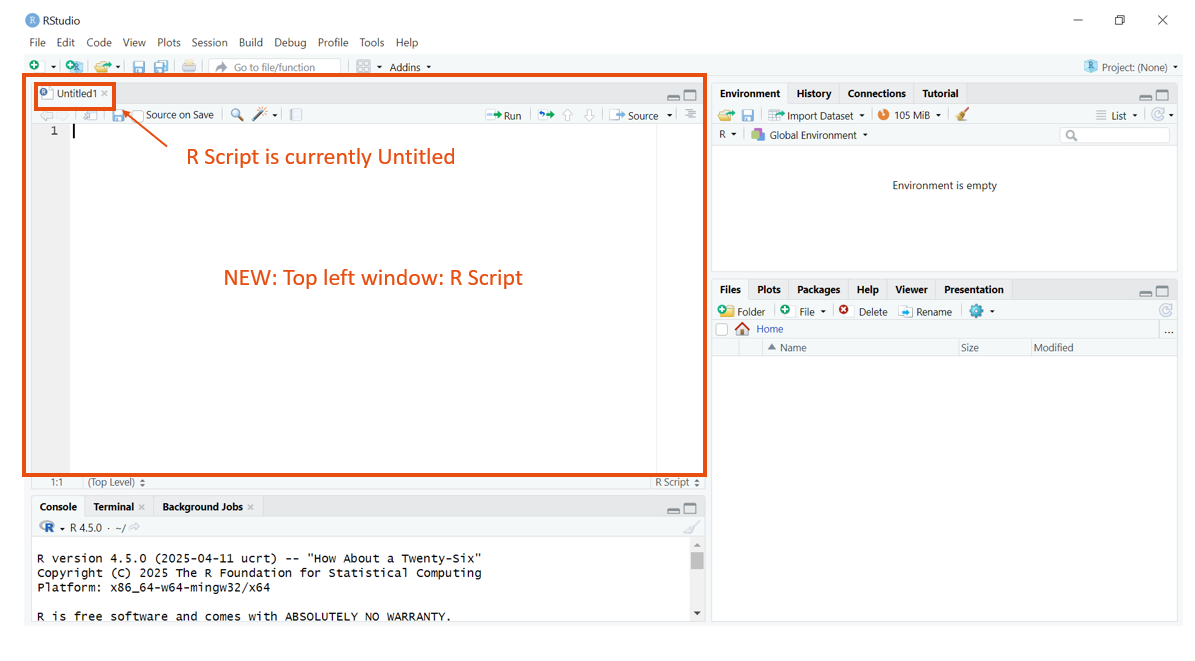 RStudio
File Edit Code View Plots Session Build Debug Profile Tools Help
Go to file/function Addins Project: (None)
Untitled1
Source on Save Run Source
1
R Script is currently Untitled
NEW: Top left window: R Script
1:1 (Top Level) R Script
Console Terminal Background Jobs
R 4.5.0 · ~/
R version 4.5.0 (2025-04-11 ucrt) -- "How About a Twenty-Six"
Copyright (C) 2025 The R Foundation for Statistical Computing
Platform: x86_64-w64-mingw32/x64
R is free software and comes with ABSOLUTELY NO WARRANTY.
Environment History Connections Tutorial
Import Dataset 105 MiB List
R Global Environment
Environment is empty
Files Plots Packages Help Viewer Presentation
Folder File Delete Rename
Home ...
Name Size Modified